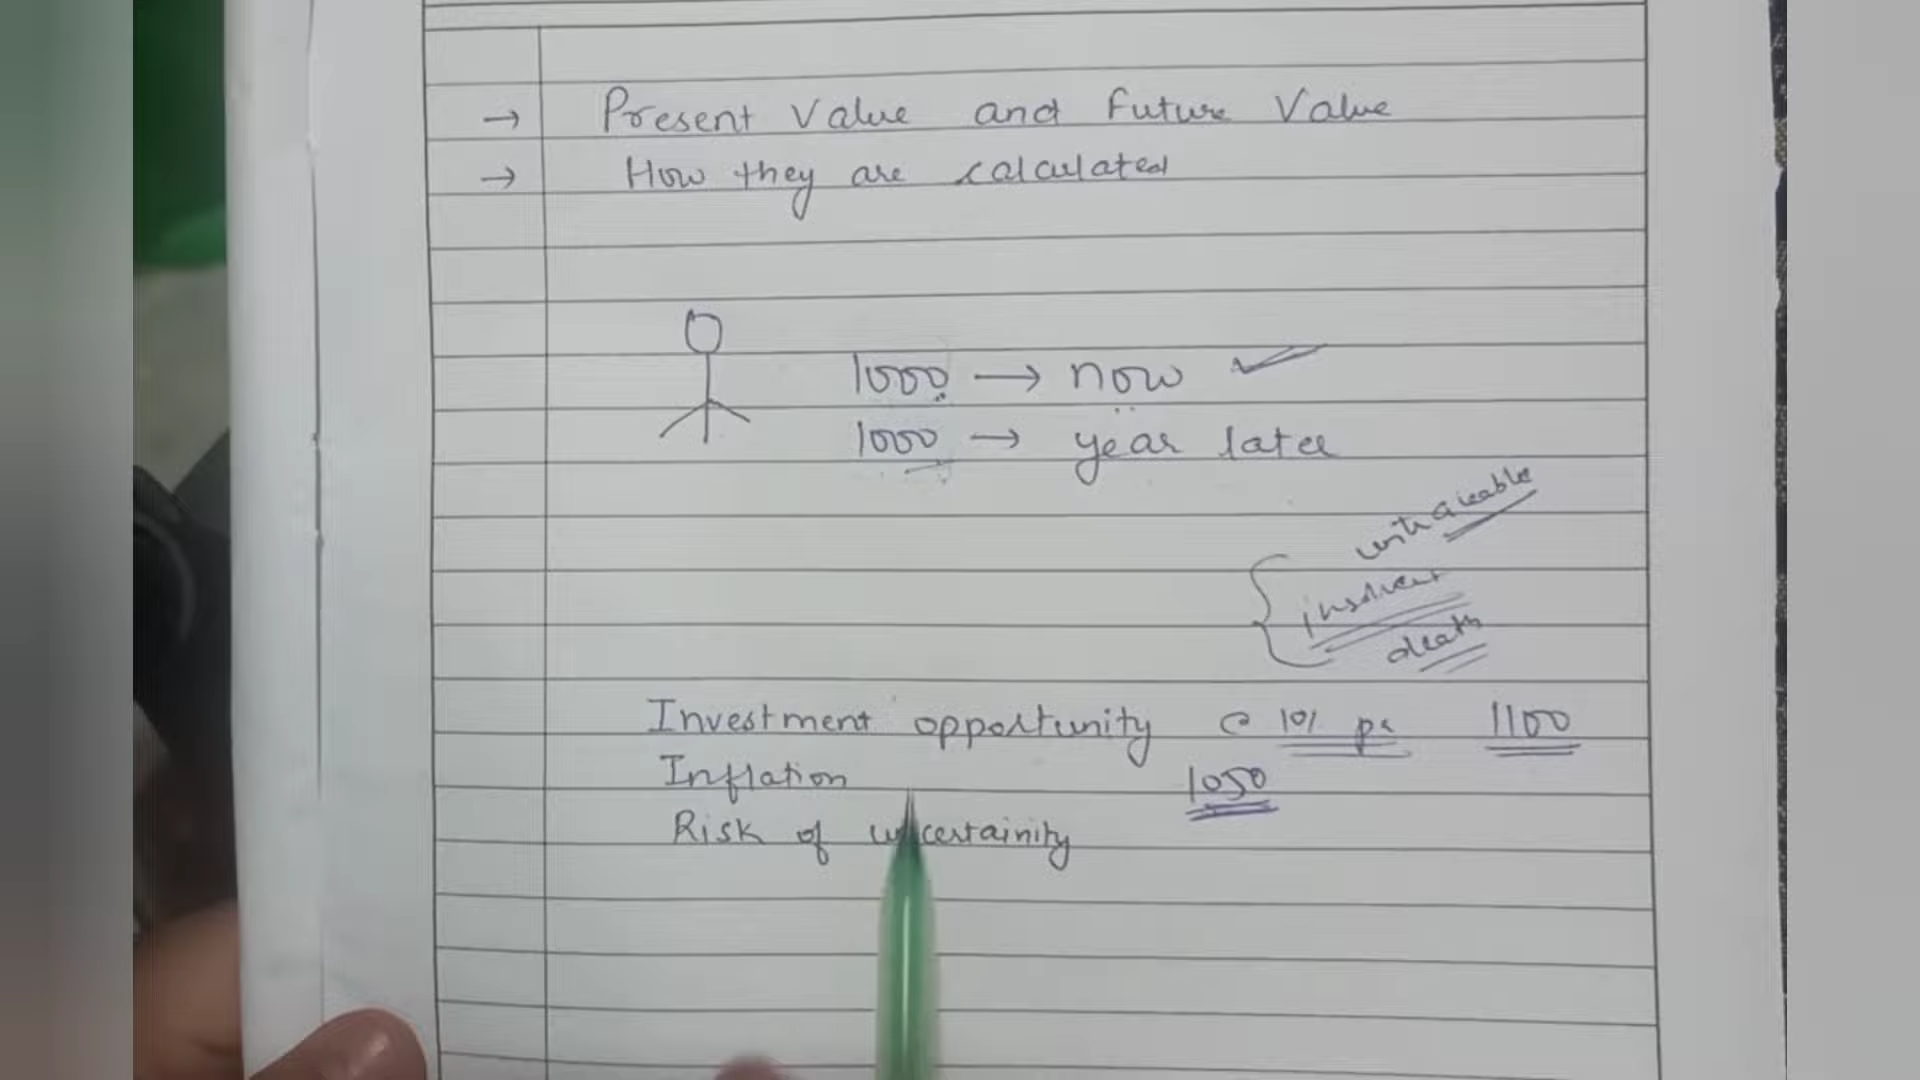 → Present Value and Future Value
→ How they are calculated
1000 → now ✓
1000 → year later
insolvent
death
Investment opportunity @ 10% pa 1100
Inflation 1050
Risk of uncertainity